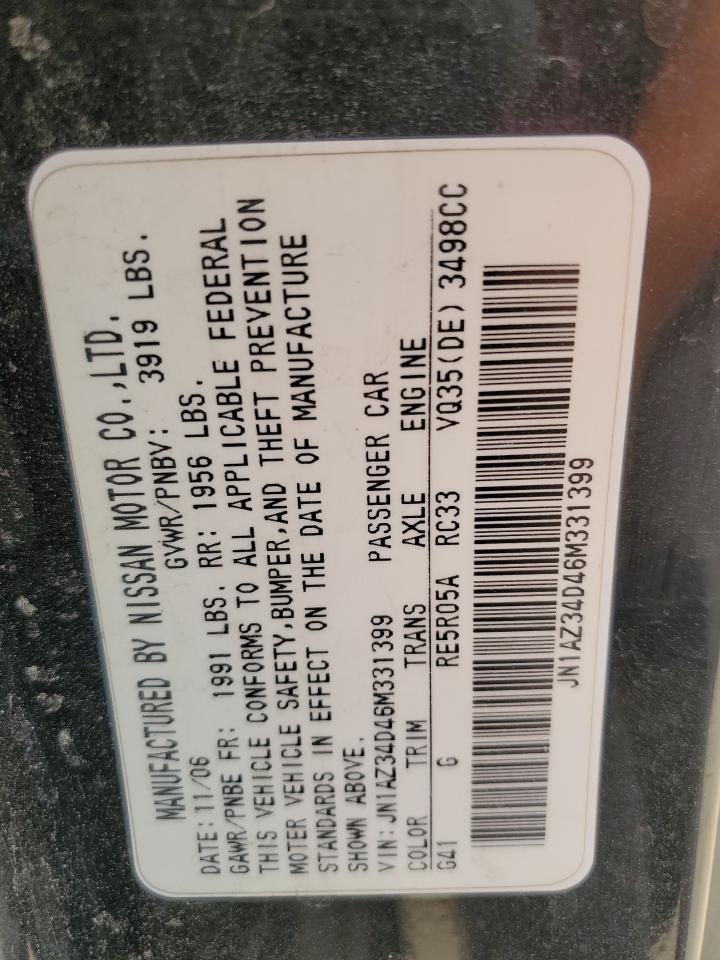 MANUFACTURED BY NISSAN MOTOR CO.,LTD.
DATE:11/06 GVWR/PNBV: 3919 LBS.
GAWR/PNBE FR: 1991 LBS. RR: 1956 LBS.
THIS VEHICLE CONFORMS TO ALL APPLICABLE FEDERAL
MOTER VEHICLE SAFETY,BUMPER,AND THEFT PREVENTION
STANDARDS IN EFFECT ON THE DATE OF MANUFACTURE
SHOWN ABOVE.
VIN:JN1AZ34D46M331399 PASSENGER CAR
COLOR TRIM TRANS AXLE ENGINE
G41 G RE5R05A RC33 VQ35(DE) 3498CC
JN1AZ34D46M331399